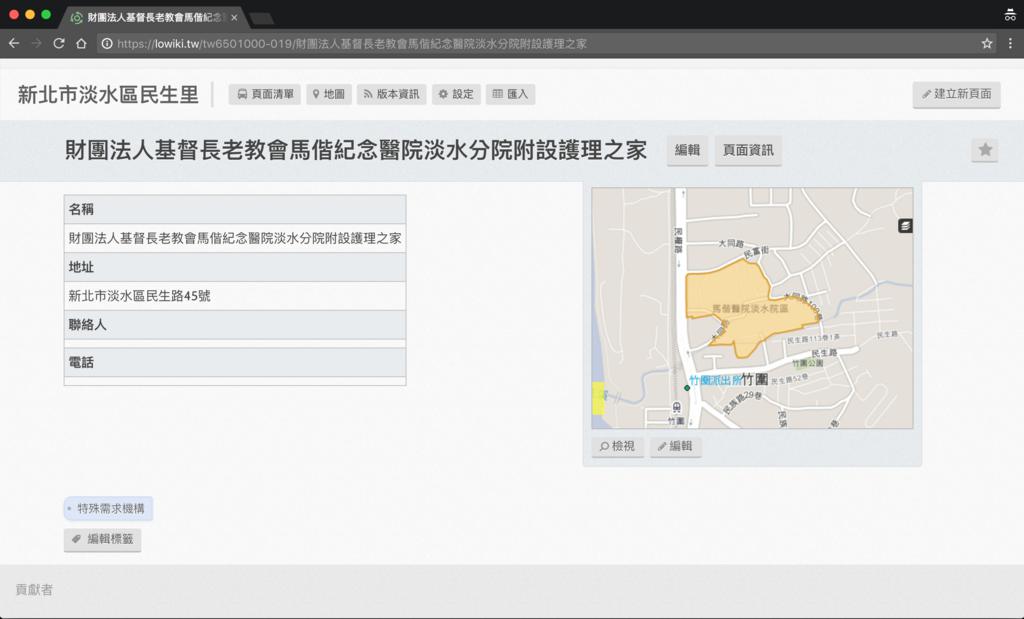 財團法人基督長老教會馬偕紀念
https://lowiki.tw/tw6501000-019/財團法人基督長老教會馬偕紀念醫院淡水分院附設護理之家
新北市淡水區民生里
頁面清單
地圖
版本資訊
設定
匯入
建立新頁面
財團法人基督長老教會馬偕紀念醫院淡水分院附設護理之家
編輯
頁面資訊
名稱
財團法人基督長老教會馬偕紀念醫院淡水分院附設護理之家
地址
新北市淡水區民生路45號
聯絡人
電話
民權路
大同路
民富街
大同路109巷
馬偕醫院淡水院區
大同路
民生路113巷1弄
民生路
民生路
竹圍公園
竹圍派出所
竹圍
民生路52巷
民族路29巷
竹圍
民族
檢視
編輯
特殊需求機構
編輯標籤
貢獻者